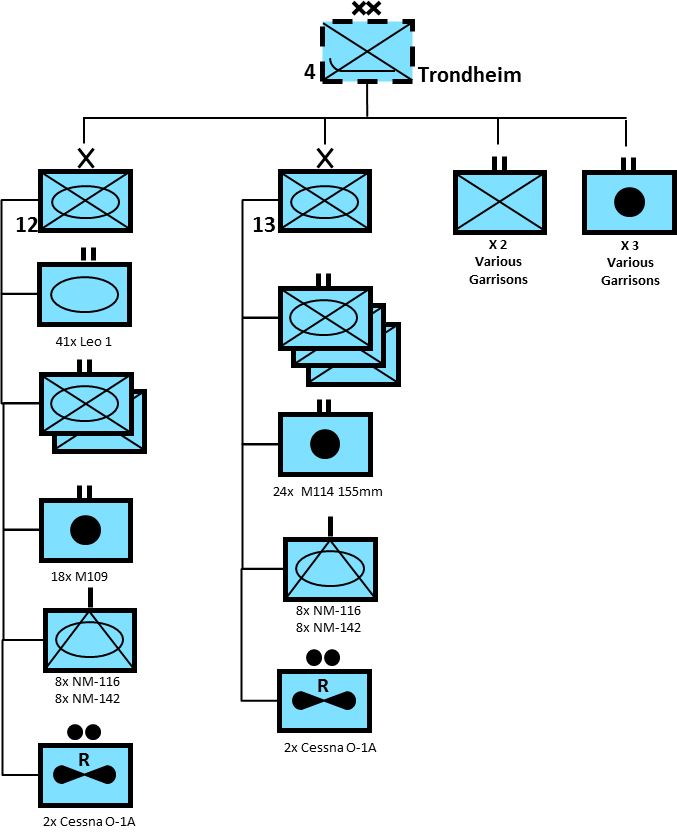 4
Trondheim
12
41x Leo 1
18x M109
8x NM-116
8x NM-142
R
2x Cessna O-1A
13
24x M114 155mm
8x NM-116
8x NM-142
R
2x Cessna O-1A
X 2
Various
Garrisons
X 3
Various
Garrisons